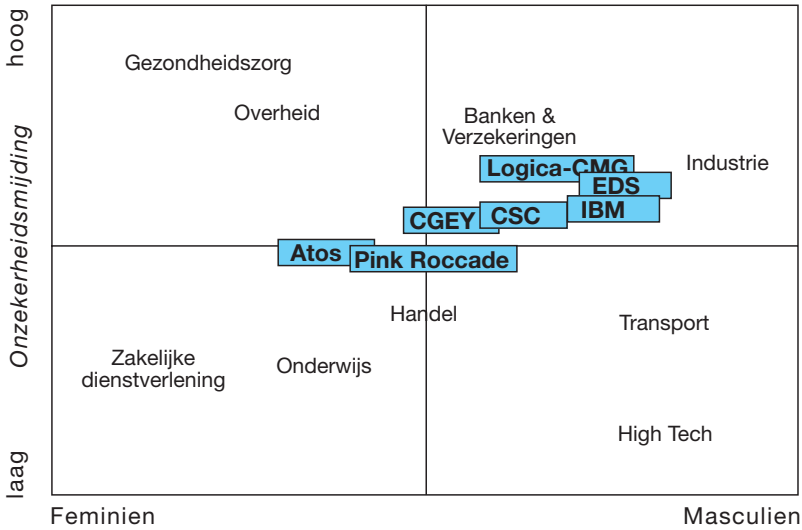 hoog
Gezondheidszorg
Overheid
Banken &
Verzekeringen
Industrie
Logica-CMG
EDS
IBM
CSC
CGEY
Atos
Pink Roccade
Onzekerheidsmijding
Handel
Transport
Zakelijke
dienstverlening
Onderwijs
High Tech
laag
Feminien
Masculien